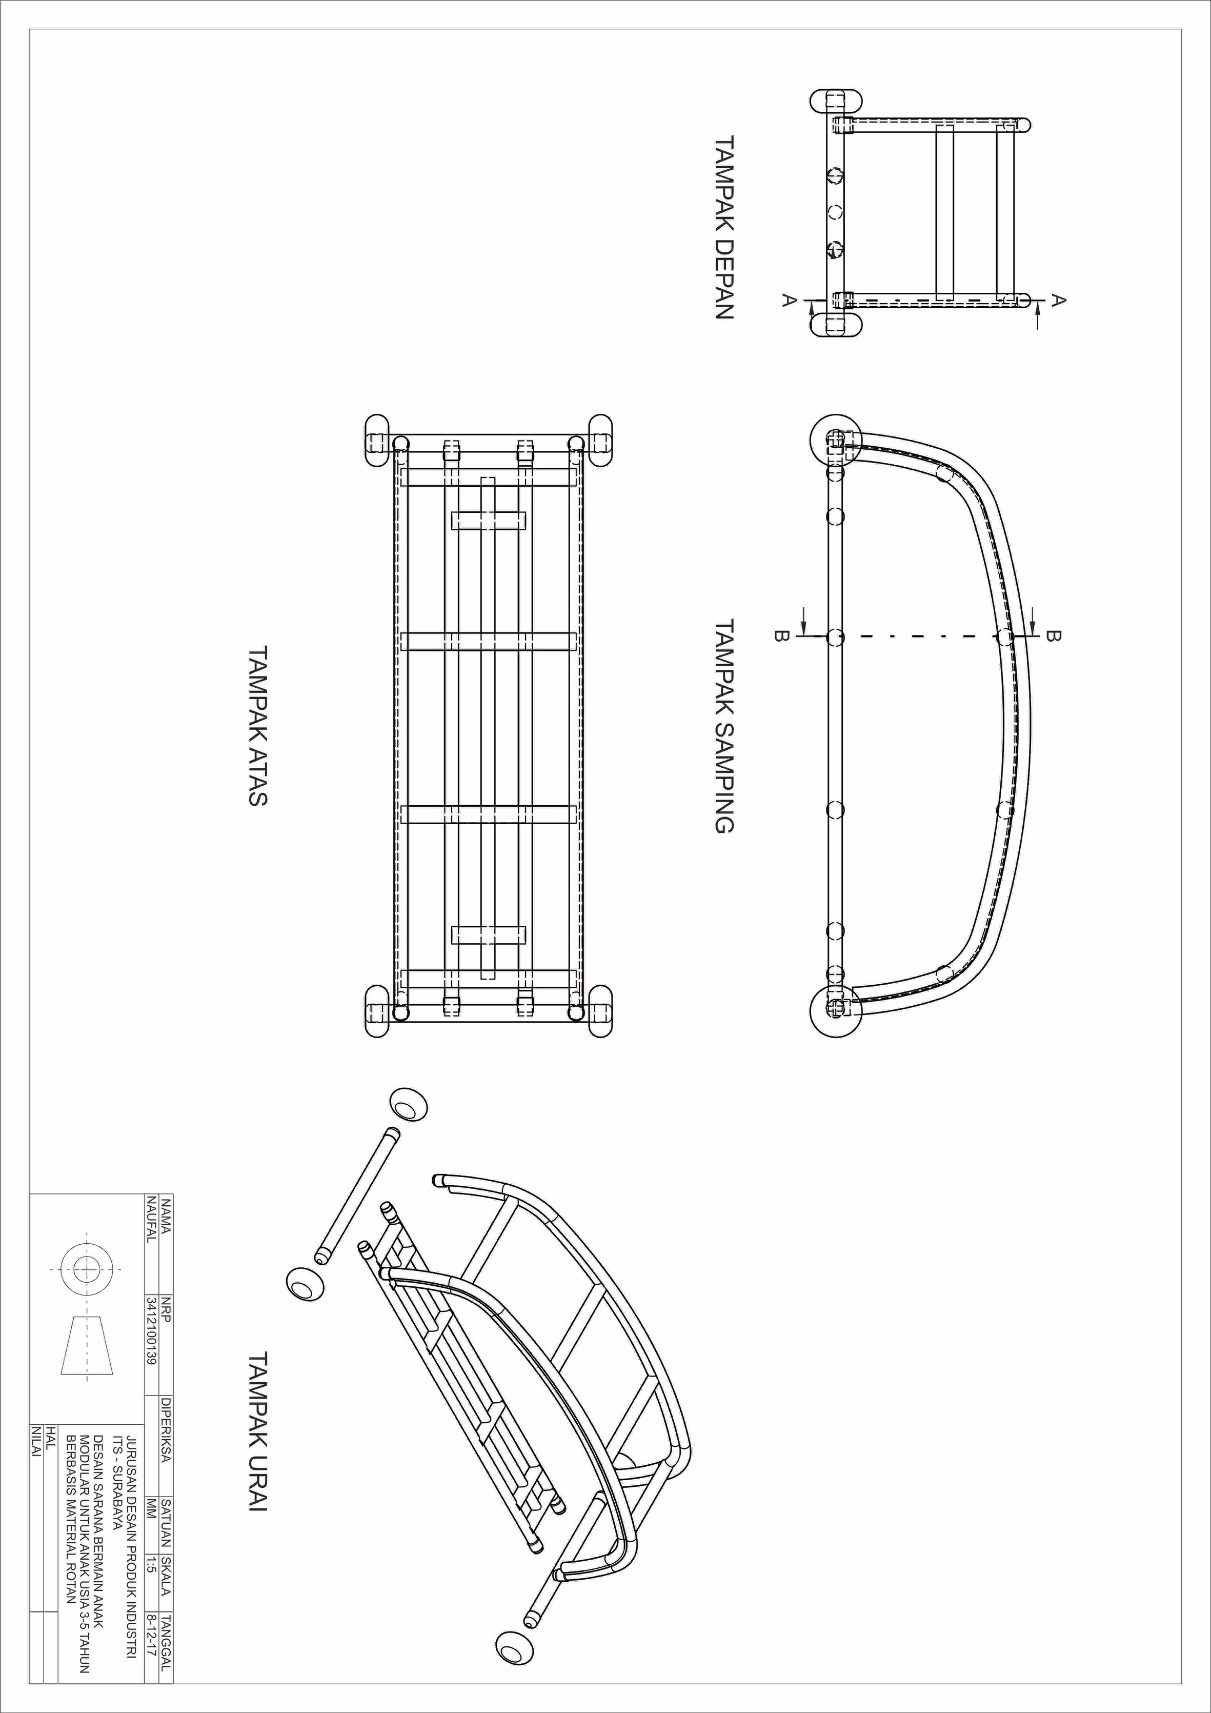 TAMPAK DEPAN
A
A
TAMPAK SAMPING
B
B
TAMPAK ATAS
TAMPAK URAI
NAMA NRP DIPERIKSA SATUAN SKALA TANGGAL
NAUFAL 3412100139 MM 1:5 8-12-17
JURUSAN DESAIN PRODUK INDUSTRI
ITS - SURABAYA
DESAIN SARANA BERMAIN ANAK
MODULAR UNTUK ANAK USIA 3-5 TAHUN
BERBASIS MATERIAL ROTAN
HAL
NILAI